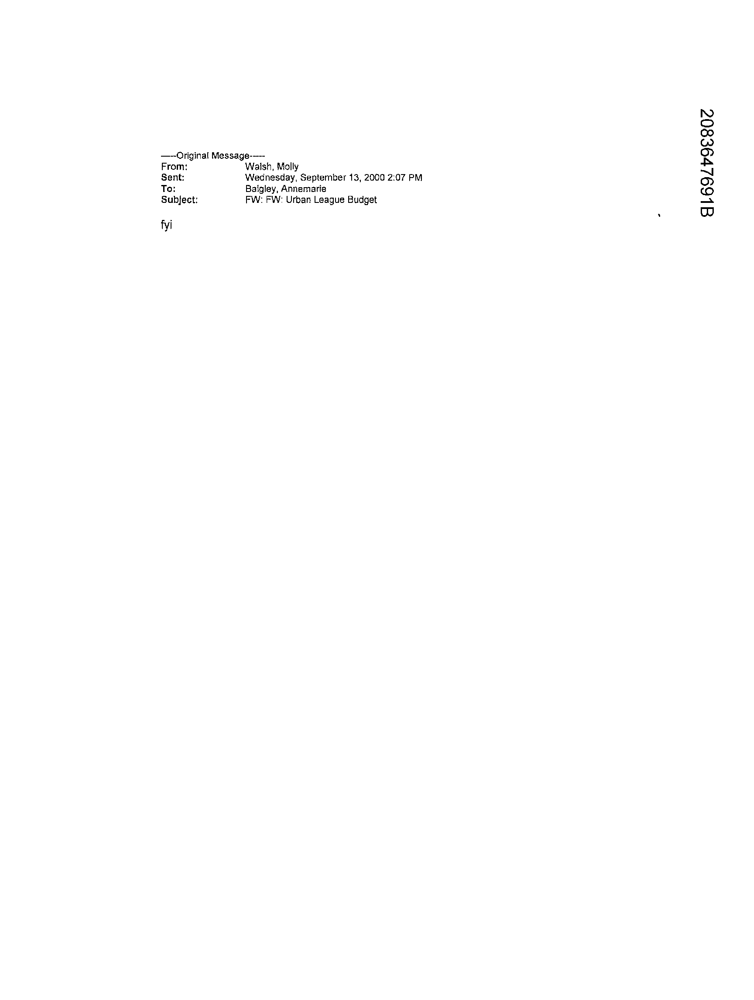 -----Original Message-----
From: Walsh, Molly
Sent: Wednesday, September 13, 2000 2:07 PM
To: Balgley, Annemarie
Subject: FW: FW: Urban League Budget
fyi
2083647691B